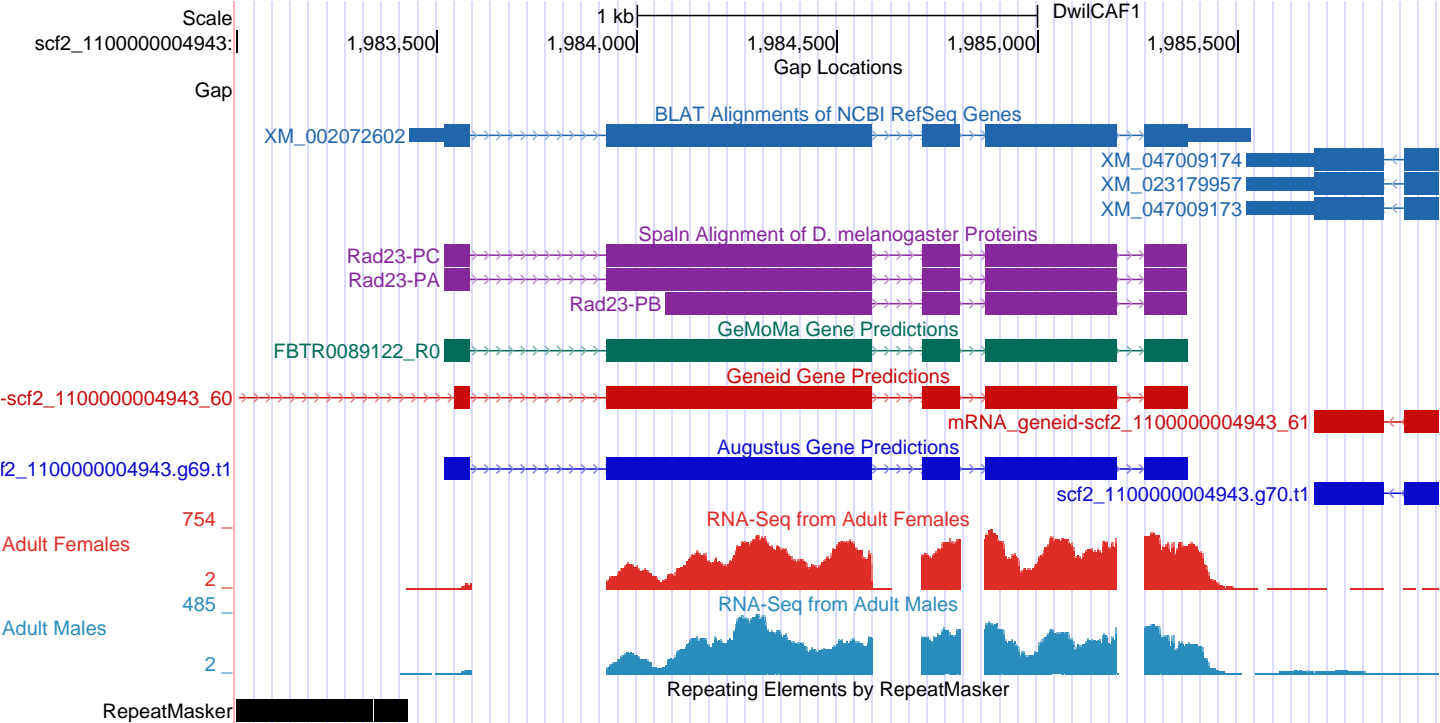 Scale 1 kb DwilCAF1
scf2_1100000004943: 1,983,500 1,984,000 1,984,500 1,985,000 1,985,500
Gap Locations
Gap
BLAT Alignments of NCBI RefSeq Genes
XM_002072602
XM_047009174
XM_023179957
XM_047009173
Spaln Alignment of D. melanogaster Proteins
Rad23-PC
Rad23-PA
Rad23-PB
GeMoMa Gene Predictions
FBTR0089122_R0
Geneid Gene Predictions
-scf2_1100000004943_60
mRNA_geneid-scf2_1100000004943_61
Augustus Gene Predictions
f2_1100000004943.g69.t1
scf2_1100000004943.g70.t1
RNA-Seq from Adult Females
754 _
Adult Females
2 _
RNA-Seq from Adult Males
485 _
Adult Males
2 _
Repeating Elements by RepeatMasker
RepeatMasker